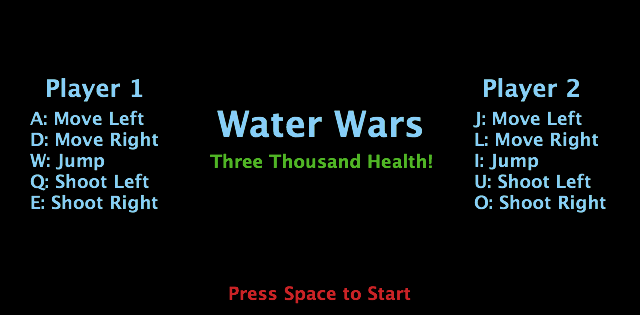 Player 1
A: Move Left
D: Move Right
W: Jump
Q: Shoot Left
E: Shoot Right
Water Wars
Three Thousand Health!
Player 2
J: Move Left
L: Move Right
I: Jump
U: Shoot Left
O: Shoot Right
Press Space to Start